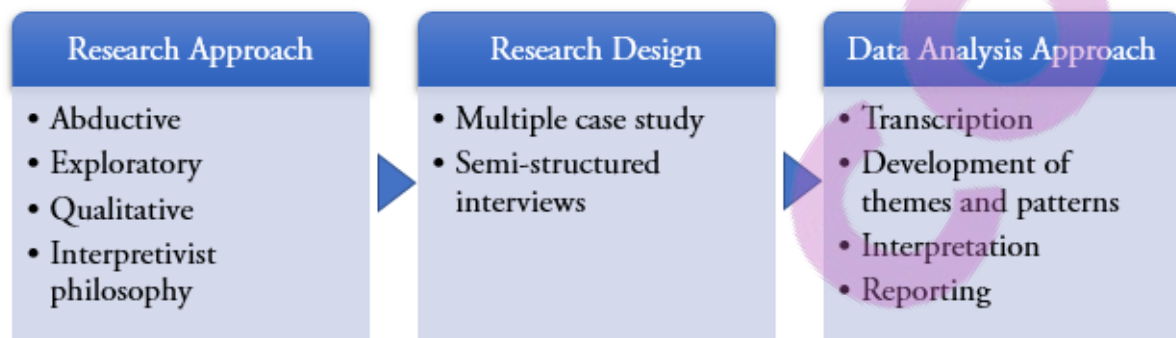 Research Approach
• Abductive
• Exploratory
• Qualitative
• Interpretivist
philosophy
Research Design
• Multiple case study
• Semi-structured
interviews
Data Analysis Approach
• Transcription
• Development of
themes and patterns
• Interpretation
• Reporting